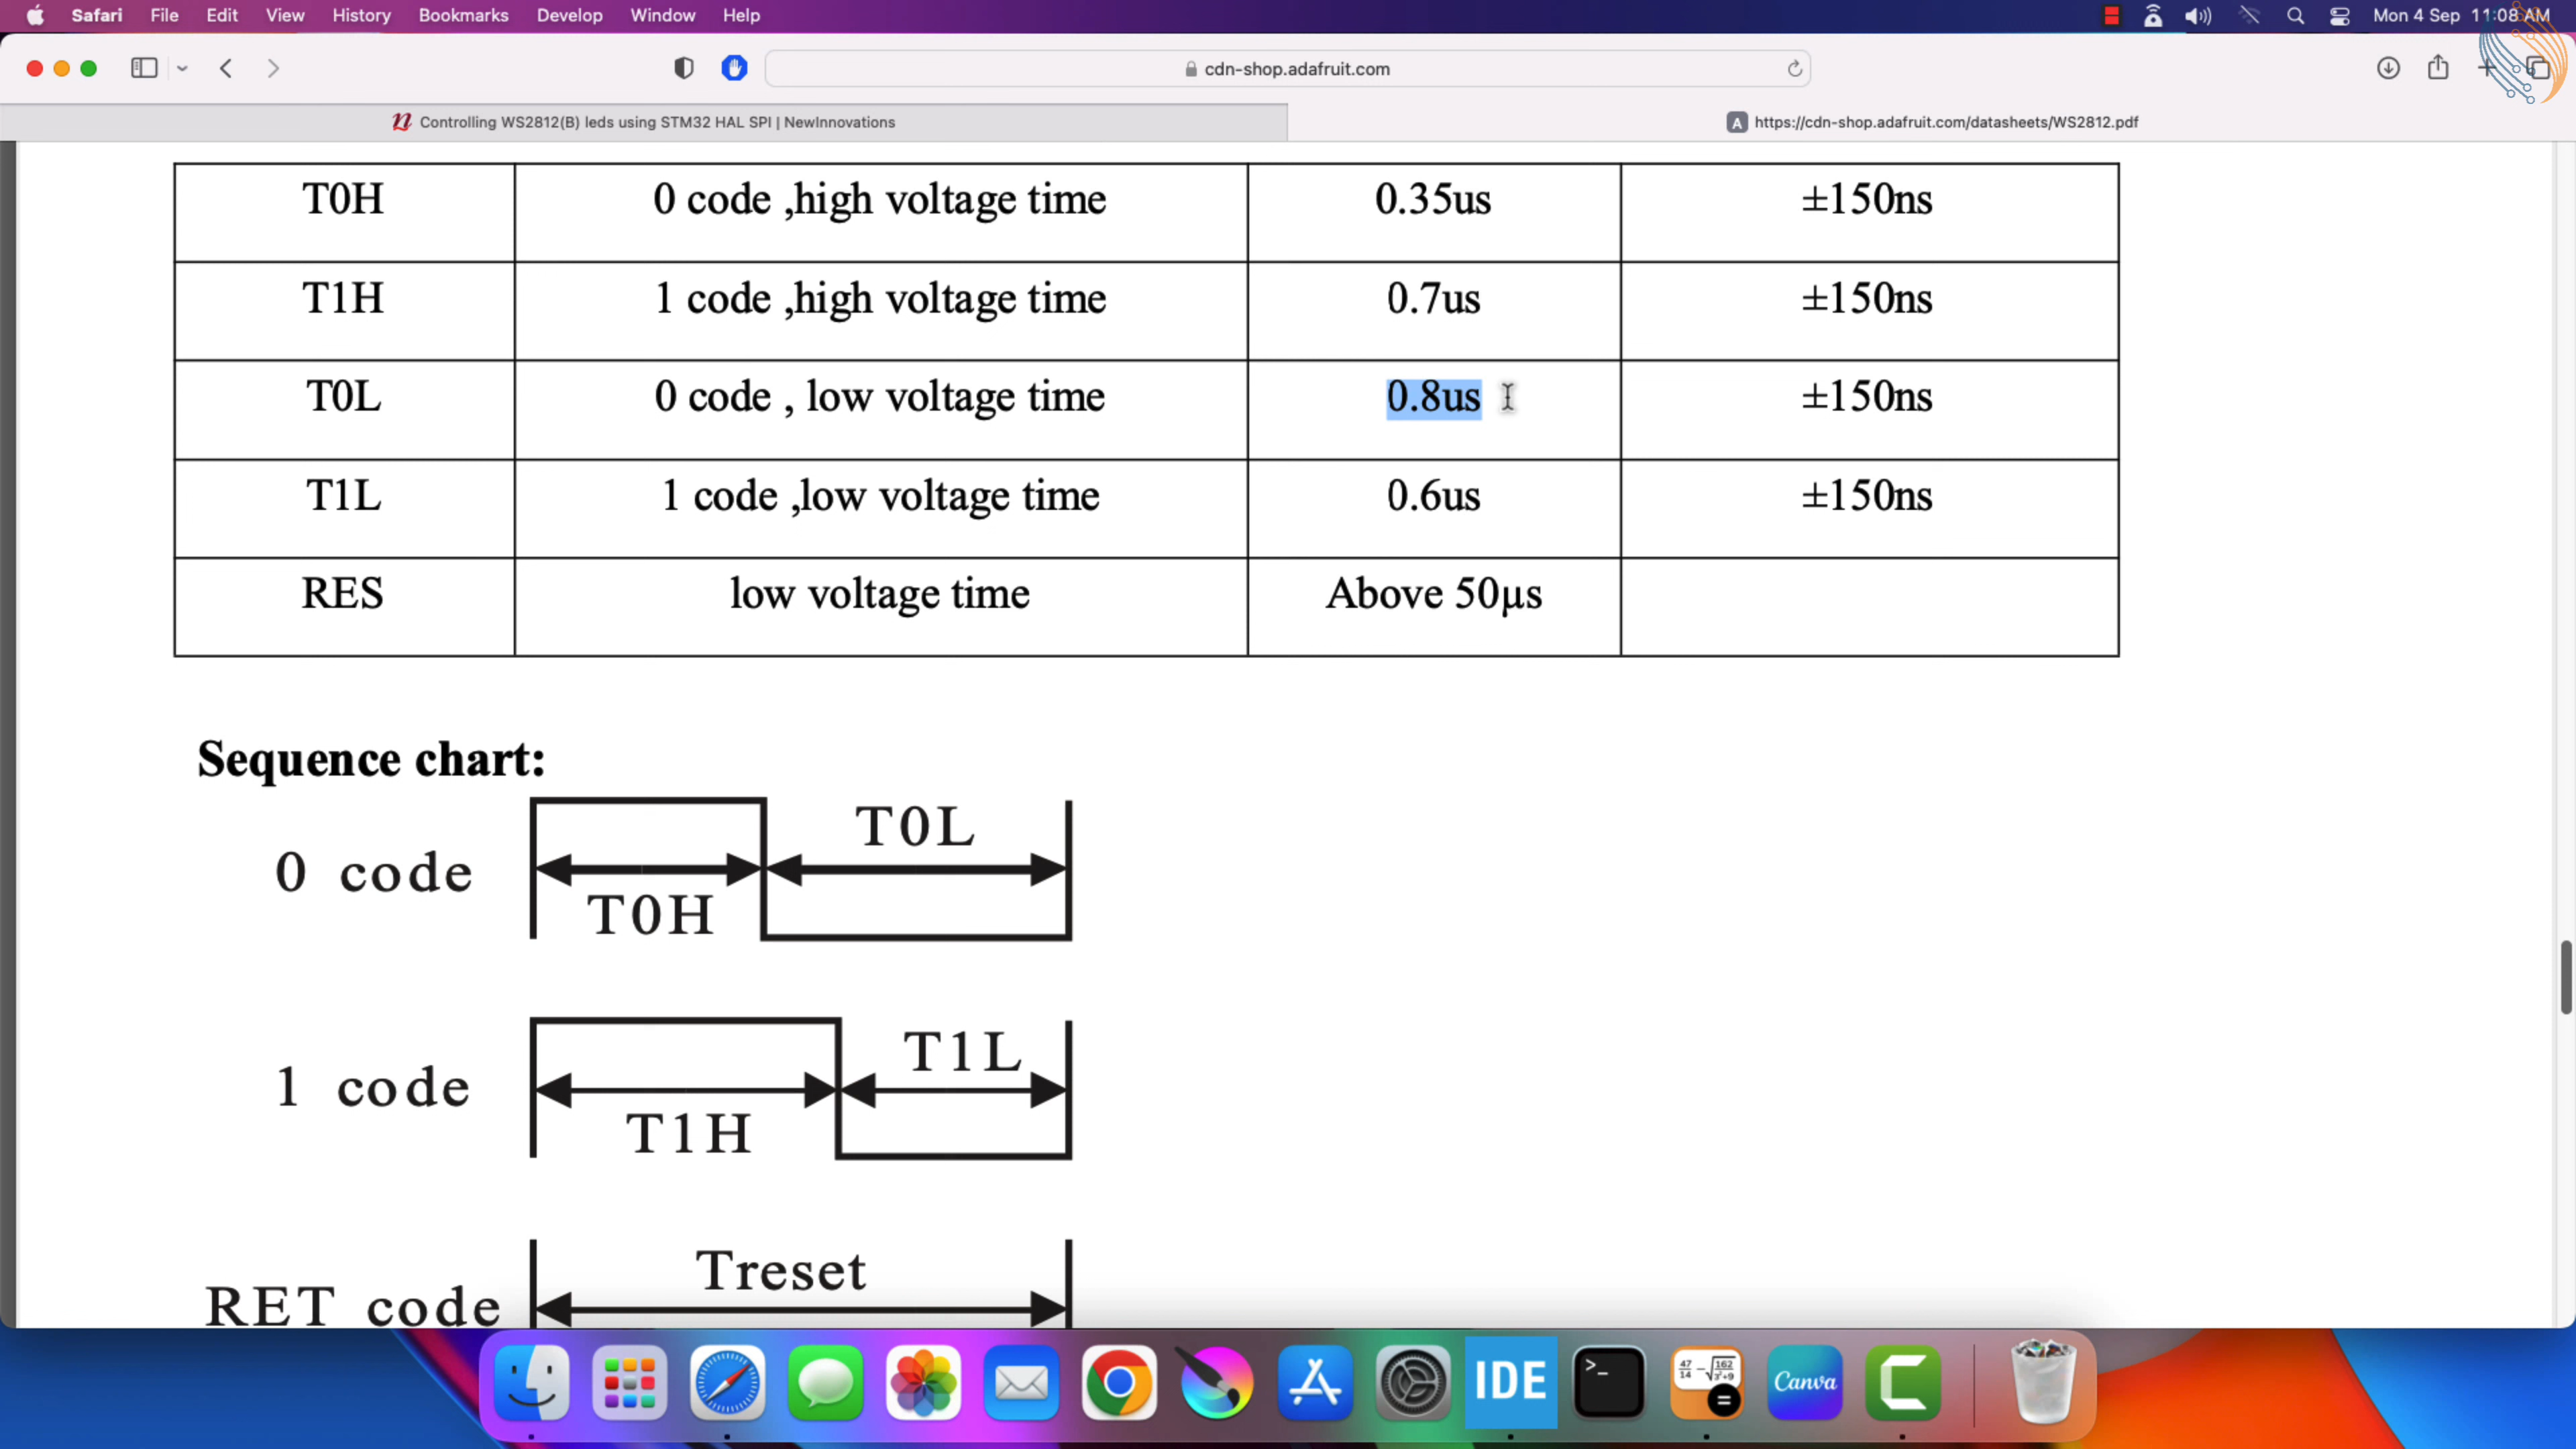 Safari File Edit View History Bookmarks Develop Window Help Mon 4 Sep 11:08 AM
cdn-shop.adafruit.com
Controlling WS2812(B) leds using STM32 HAL SPI | NewInnovations
A https://cdn-shop.adafruit.com/datasheets/WS2812.pdf
T0H 0 code ,high voltage time 0.35us ±150ns
T1H 1 code ,high voltage time 0.7us ±150ns
T0L 0 code , low voltage time 0.8us ±150ns
T1L 1 code ,low voltage time 0.6us ±150ns
RES low voltage time Above 50μs
Sequence chart:
0 code T0H T0L
1 code T1H T1L
RET code Treset
IDE
>_
Canva